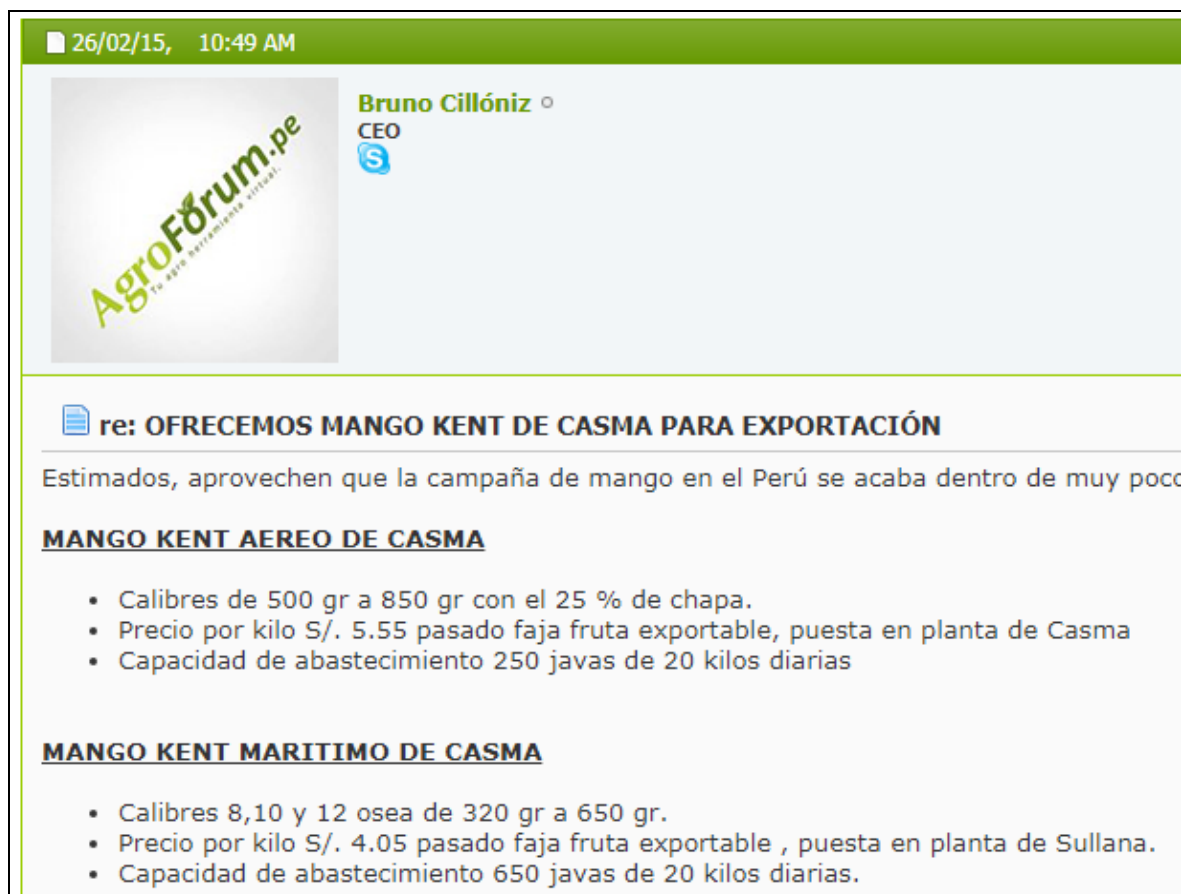 26/02/15, 10:49 AM
AgroFórum.pe
Tu agro herramienta virtual.
Bruno Cillóniz
CEO
re: OFRECEMOS MANGO KENT DE CASMA PARA EXPORTACIÓN
Estimados, aprovechen que la campaña de mango en el Perú se acaba dentro de muy poco
MANGO KENT AEREO DE CASMA
• Calibres de 500 gr a 850 gr con el 25 % de chapa.
• Precio por kilo S/. 5.55 pasado faja fruta exportable, puesta en planta de Casma
• Capacidad de abastecimiento 250 javas de 20 kilos diarias
MANGO KENT MARITIMO DE CASMA
• Calibres 8,10 y 12 osea de 320 gr a 650 gr.
• Precio por kilo S/. 4.05 pasado faja fruta exportable , puesta en planta de Sullana.
• Capacidad de abastecimiento 650 javas de 20 kilos diarias.